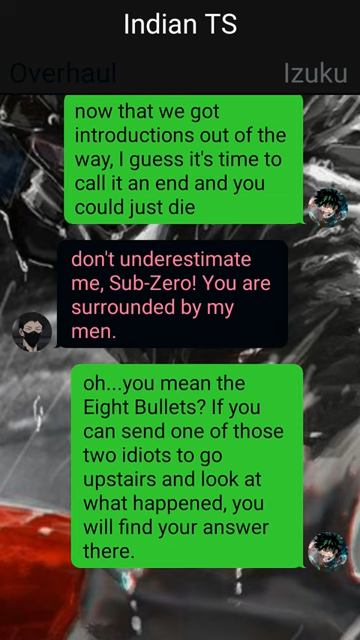 Indian TS
Overhaul
Izuku
now that we got
introductions out of the
way, I guess it's time to
call it an end and you
could just die
don't underestimate
me, Sub-Zero! You are
surrounded by my
men.
oh...you mean the
Eight Bullets? If you
can send one of those
two idiots to go
upstairs and look at
what happened, you
will find your answer
there.